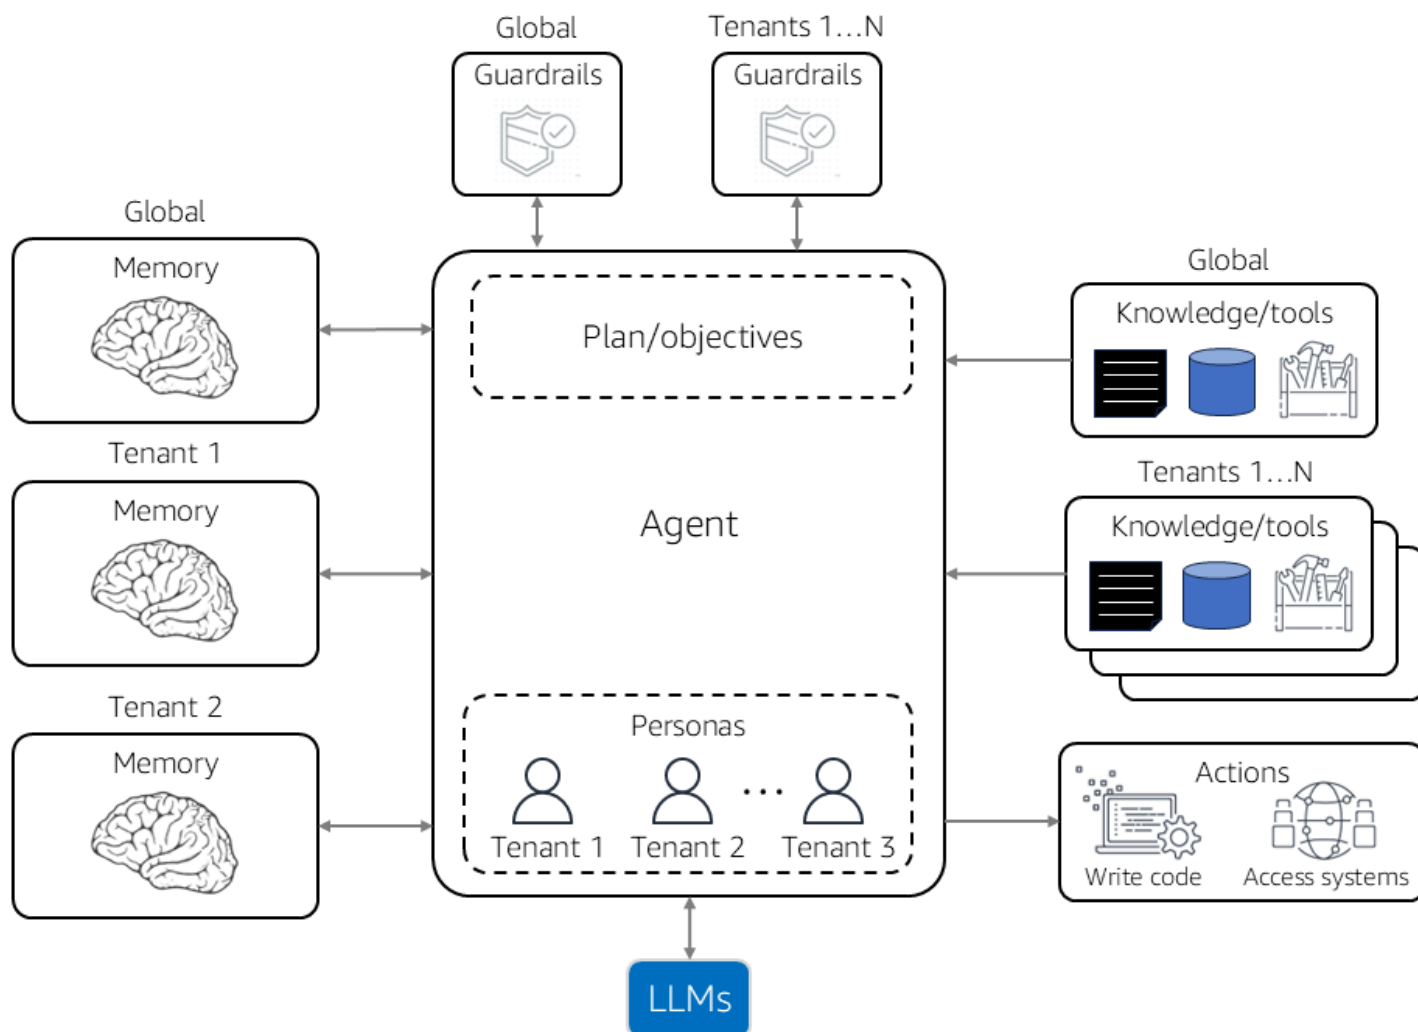 Global
Tenants 1...N
Guardrails
Guardrails
Global
Memory
Plan/objectives
Global
Knowledge/tools
Tenant 1
Memory
Agent
Tenants 1...N
Knowledge/tools
Tenant 2
Memory
Personas
...
Tenant 1
Tenant 2
Tenant 3
Actions
Write code
Access systems
LLMs